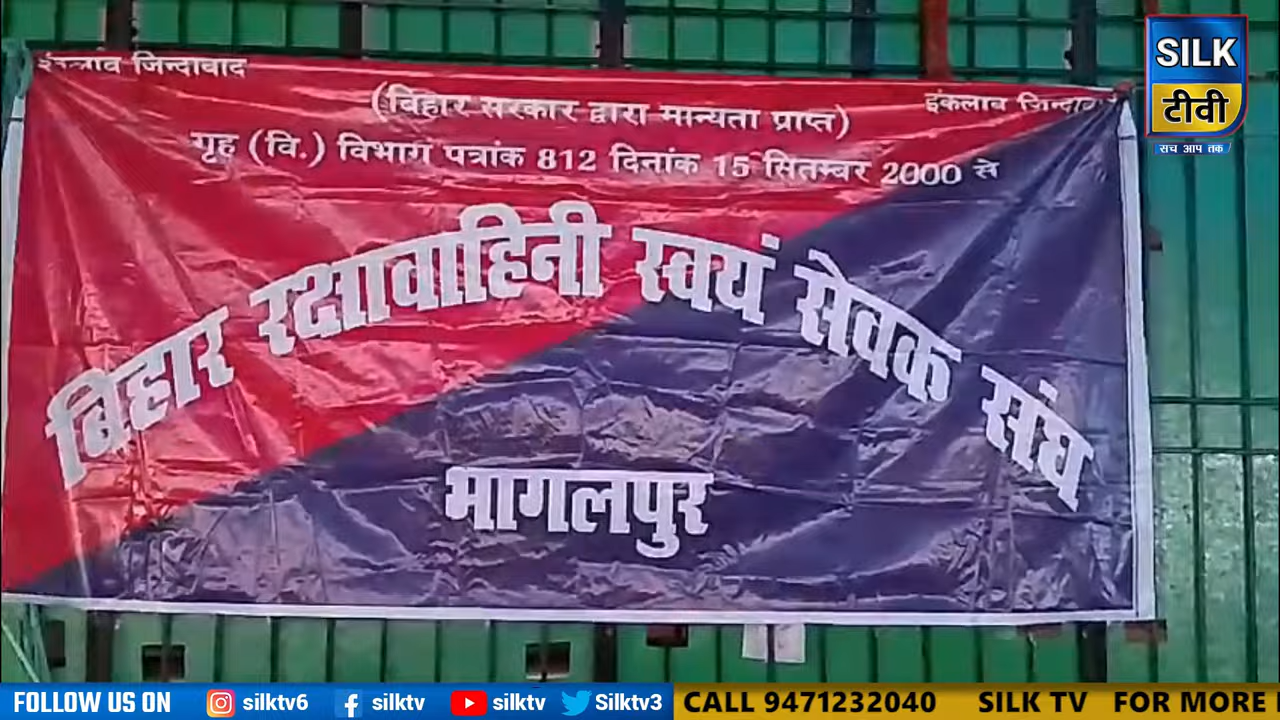 इंकलाब जिन्दाबाद
(बिहार सरकार द्वारा मान्यता प्राप्त)
इंकलाब जिन्दाबाद
गृह (वि.) विभाग पत्रांक 812 दिनांक 15 सितम्बर 2000 से
बिहार रक्षावाहिनी स्वयं सेवक संघ
भागलपुर
SILK
टीवी
सच आप तक
FOLLOW US ON silktv6 silktv silktv Silktv3 CALL 9471232040 SILK TV FOR MORE